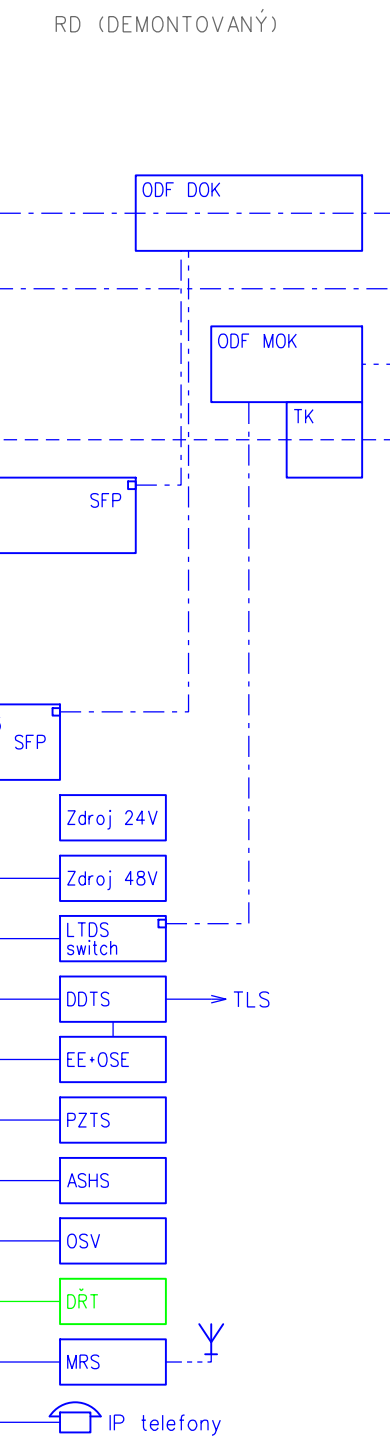 RD (DEMONTOVANÝ)
ODF DOK
ODF MOK
TK
SFP
SFP
Zdroj 24V
Zdroj 48V
LTDS
switch
DDTS
TLS
EE+OSE
PZTS
ASHS
OSV
DŘT
MRS
IP telefony